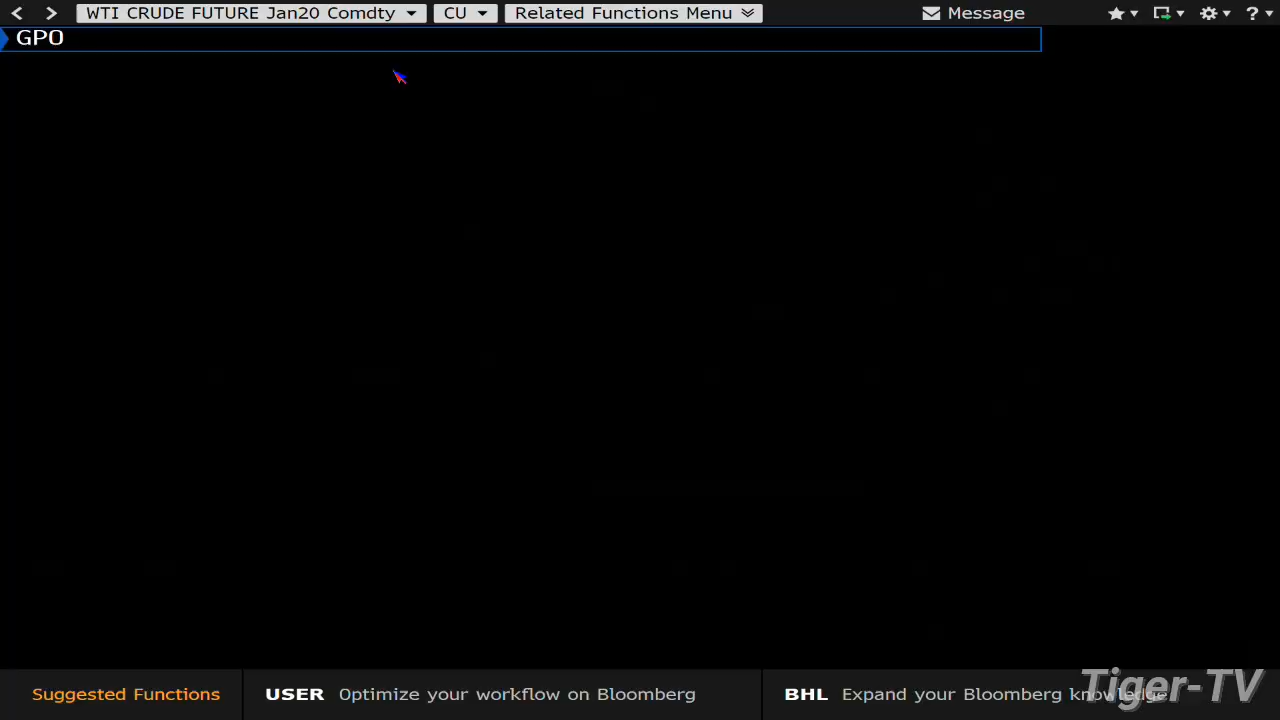 WTI CRUDE FUTURE Jan20 Comdty CU Related Functions Menu Message ?
GPO
Suggested Functions USER Optimize your workflow on Bloomberg BHL Expand your Bloomberg knowledge
Tiger-TV